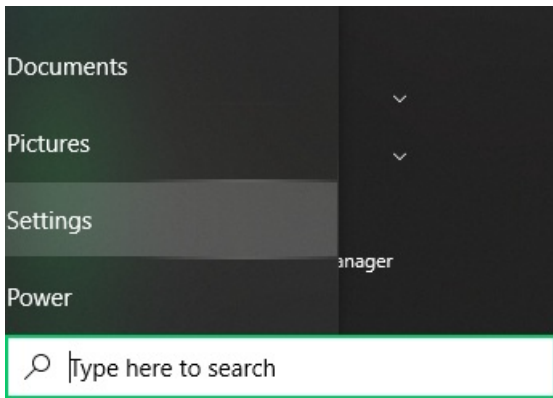 Documents
Pictures
Settings
anager
Power
Type here to search